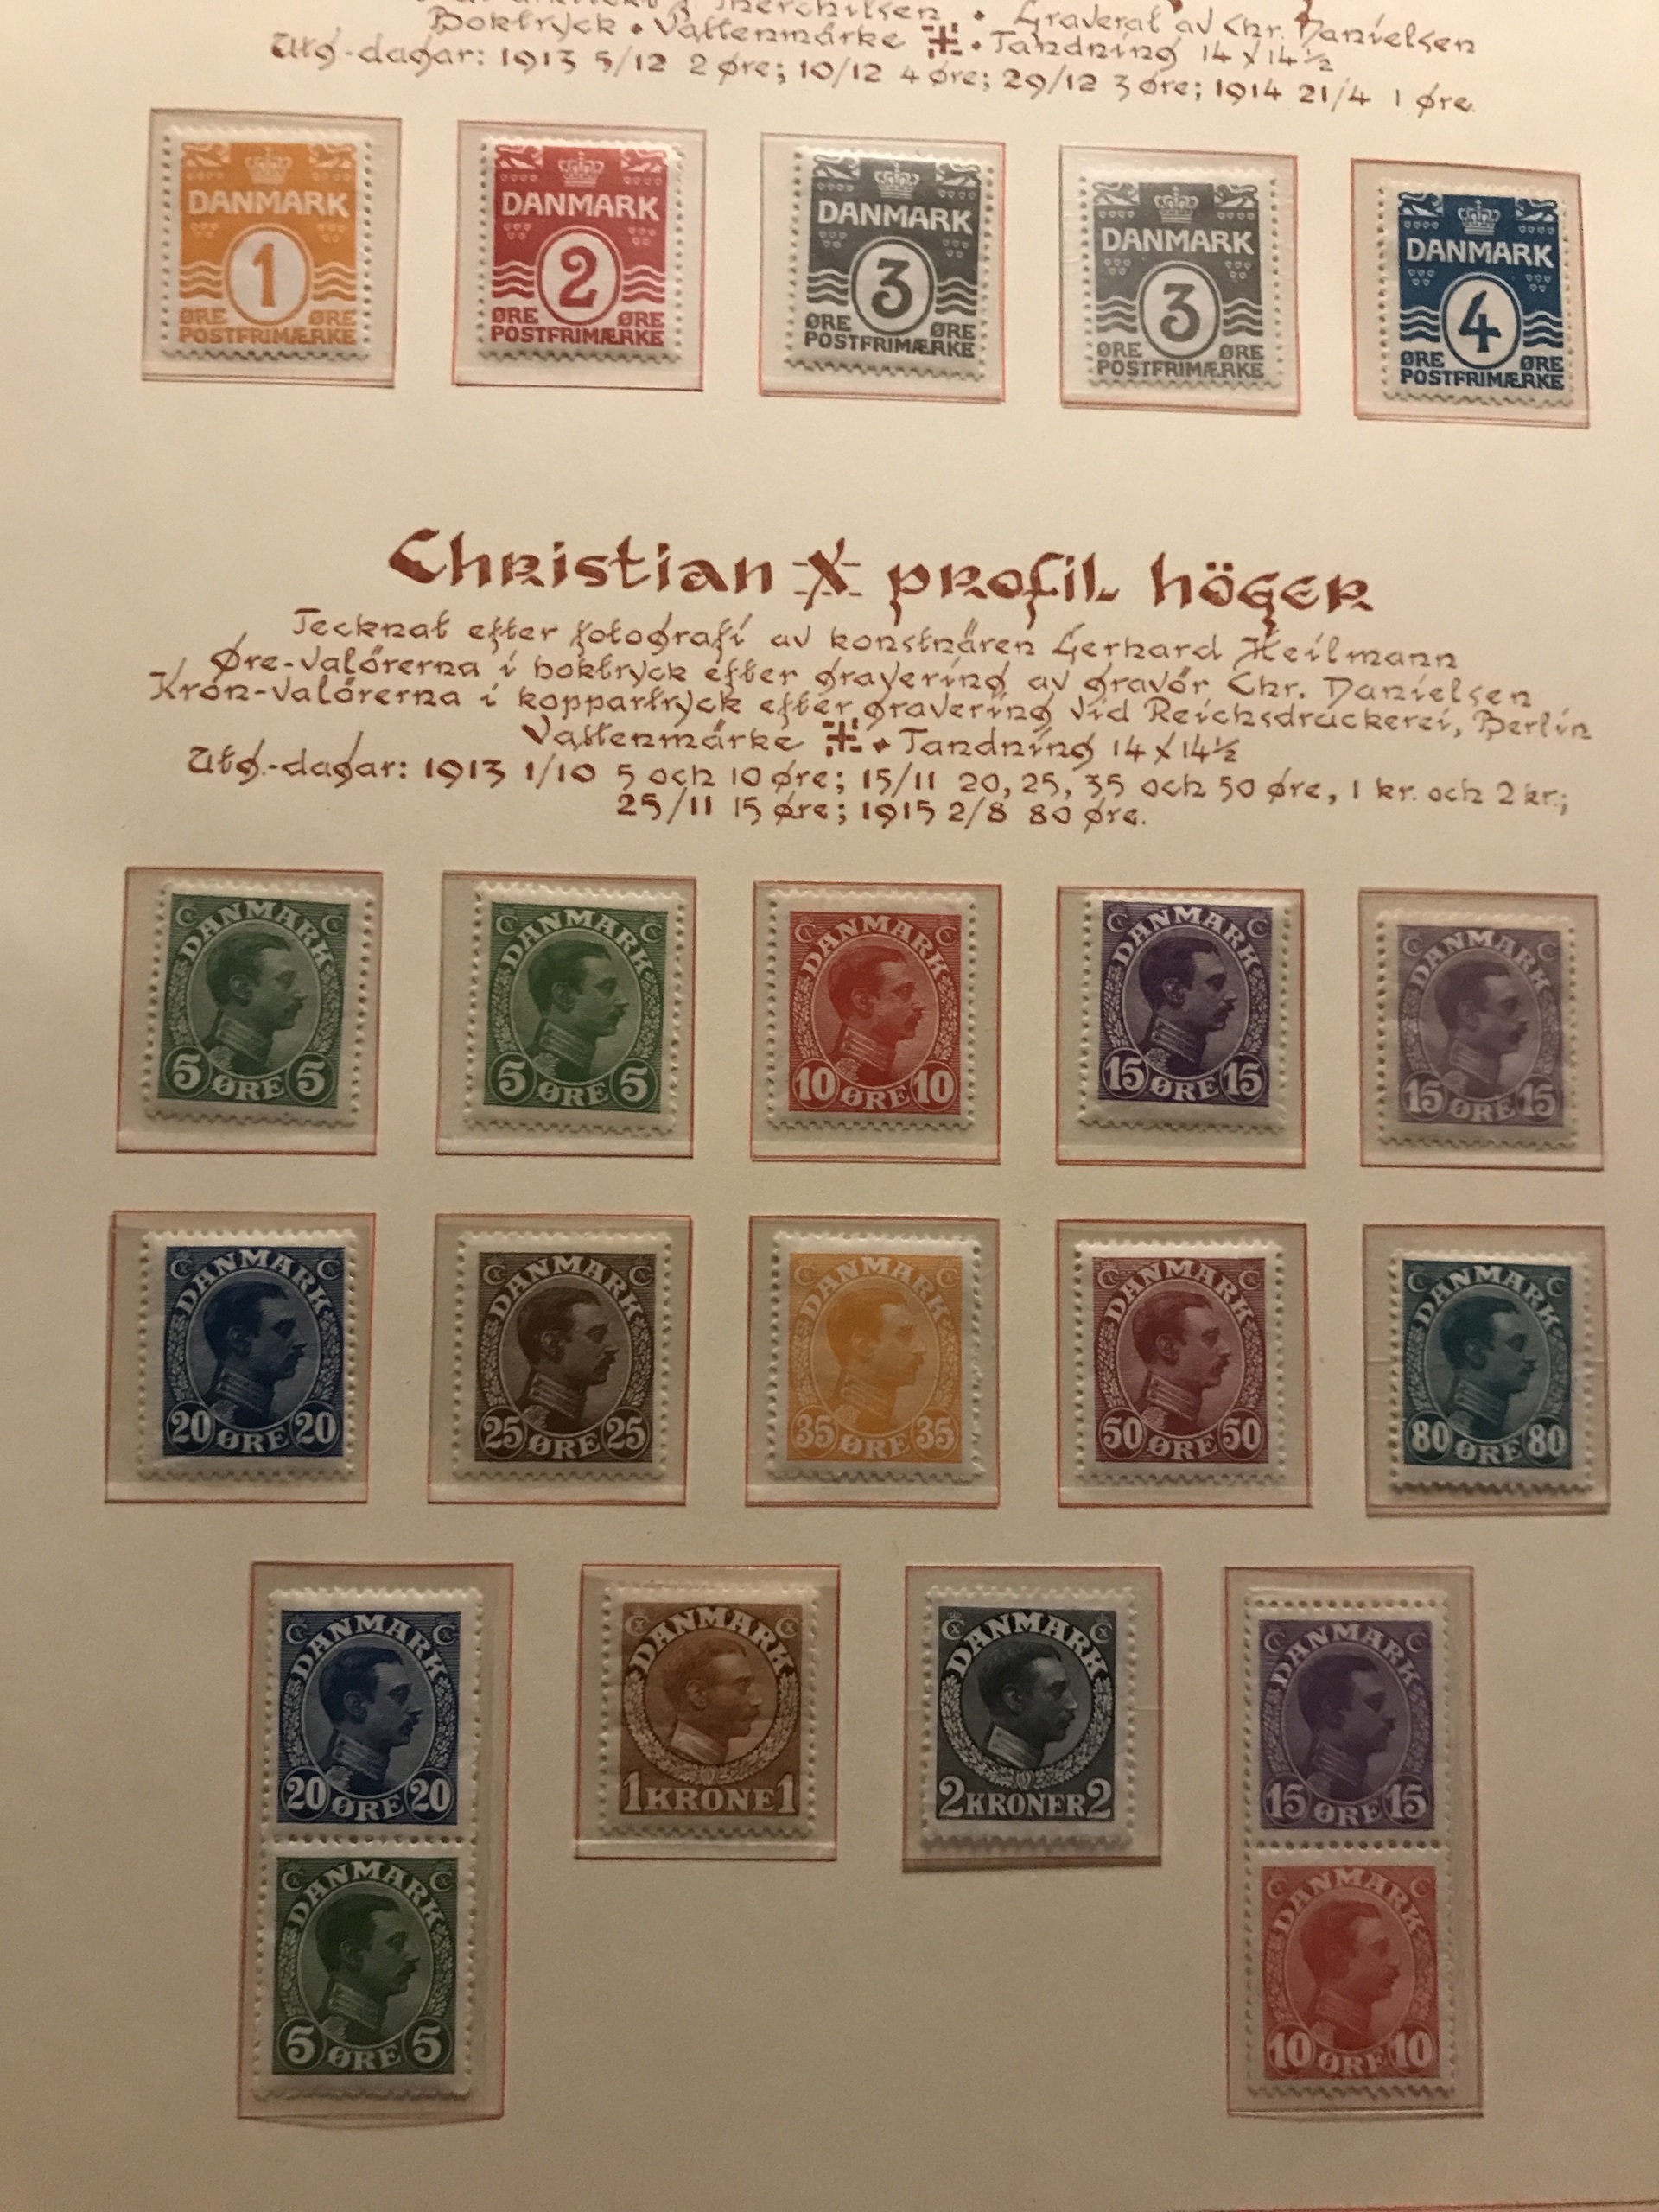 Boktryck • Vattenmärke • Tandning 14 x 14½
Graverat av Chr. Danielsen
Utg-dagar: 1913 5/12 2 øre; 10/12 4 øre; 29/12 3 øre; 1914 21/4 1 øre.
DANMARK
1
ØRE ØRE
POSTFRIMÆRKE
DANMARK
2
ØRE ØRE
POSTFRIMÆRKE
DANMARK
3
ØRE ØRE
POSTFRIMÆRKE
DANMARK
3
ØRE ØRE
POSTFRIMÆRKE
DANMARK
4
ØRE ØRE
POSTFRIMÆRKE
Christian X profil höger
Tecknat efter fotografi av konstnären Gerhard Heilmann
Øre-valörerna i boktryck efter gravering av gravör Chr. Danielsen
Krón-valörerna i koppartryck efter gravering vid Reichsdruckerei, Berlin
Vattenmärke • Tandning 14 x 14½
Utg.-dagar: 1913 1/10 5 och 10 øre; 15/11 20, 25, 35 och 50 øre, 1 kr. och 2 kr.;
25/11 15 øre; 1915 2/8 80 øre.
DANMARK
5 ØRE 5
DANMARK
5 ØRE 5
DANMARK
10 ØRE 10
DANMARK
15 ØRE 15
DANMARK
15 ØRE 15
DANMARK
20 ØRE 20
DANMARK
25 ØRE 25
DANMARK
35 ØRE 35
DANMARK
50 ØRE 50
DANMARK
80 ØRE 80
DANMARK
20 ØRE 20
DANMARK
5 ØRE 5
DANMARK
1 KRONE 1
DANMARK
2 KRONER 2
DANMARK
15 ØRE 15
DANMARK
10 ØRE 10